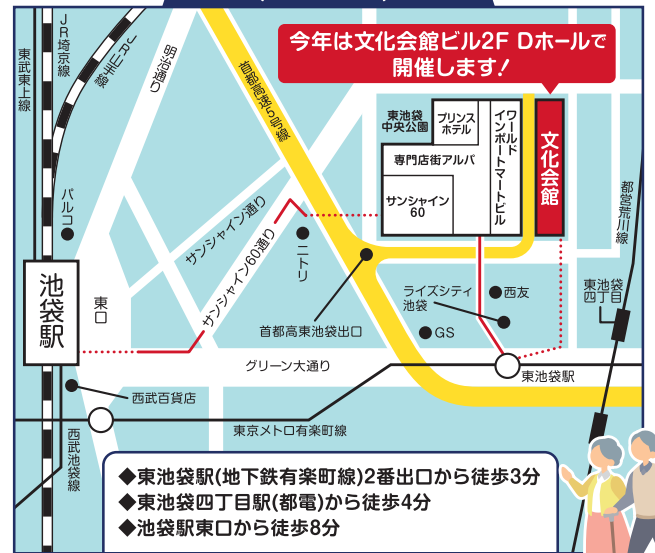 今年は文化会館ビル2F Dホールで
開催します!
東武東上線
JR埼京線
JR山手線
明治通り
首都高速5号線
東池袋
中央公園
プリンス
ホテル
ワールド
インポートマートビル
専門店街アルパ
サンシャイン
60
文化会館
都営荒川線
パルコ
サンシャイン通り
サンシャイン60通り
ニトリ
池袋駅
東口
首都高東池袋出口
ライズシティ
池袋
西友
GS
東池袋
四丁目
グリーン大通り
東池袋駅
西武百貨店
東京メトロ有楽町線
西武池袋線
◆東池袋駅(地下鉄有楽町線)2番出口から徒歩3分
◆東池袋四丁目駅(都電)から徒歩4分
◆池袋駅東口から徒歩8分